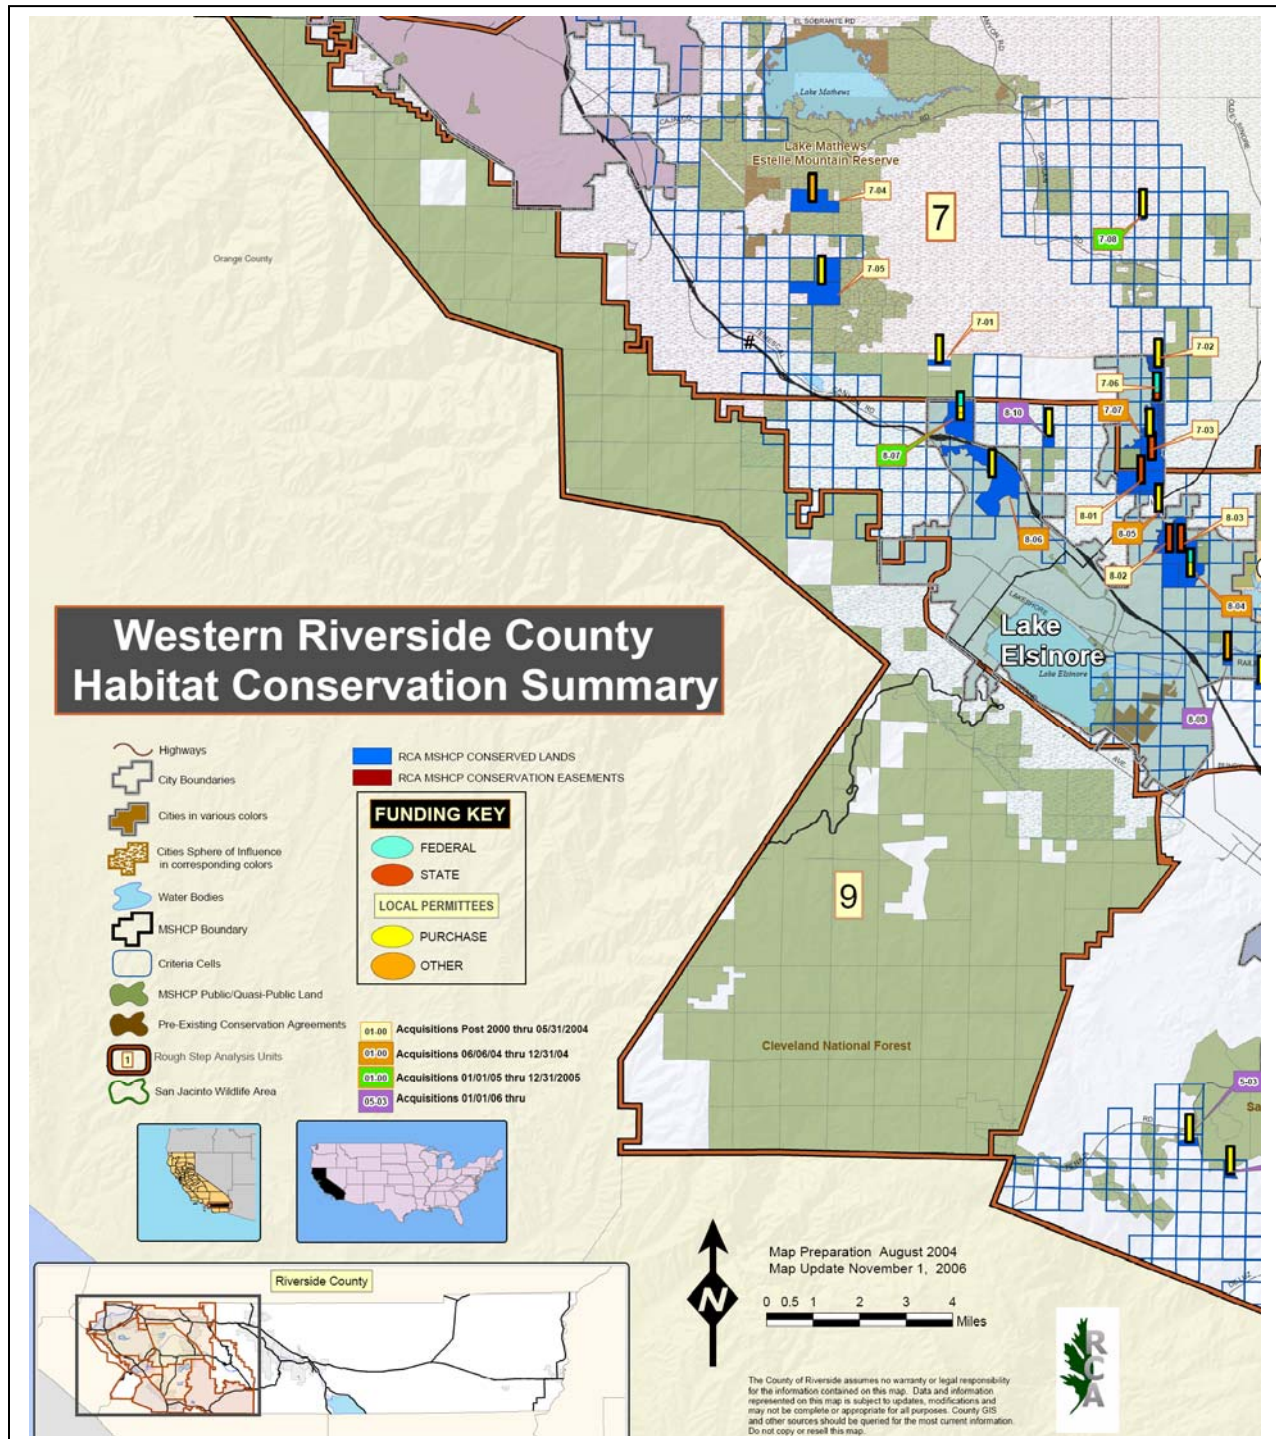 EL SOBRANTE RD
Lake Mathews
CAJALCO
RD
Lake Mathews
Estelle Mountain Reserve
7-04
7
7-08
Orange County
7-05
7-01
7-02
#
TEMESCAL
CANYON RD
7-06
8-10
7-07
7-03
8-07
8-01
8-05
8-03
8-06
8-02
8-04
LAKESHORE
Lake
Elsinore
Lake Elsinore
8-08
AVE
Western Riverside County
Habitat Conservation Summary
Highways
City Boundaries
Cities in various colors
Cities Sphere of Influence
in corresponding colors
Water Bodies
MSHCP Boundary
Criteria Cells
MSHCP Public/Quasi-Public Land
Pre-Existing Conservation Agreements
1 Rough Step Analysis Units
San Jacinto Wildlife Area
RCA MSHCP CONSERVED LANDS
RCA MSHCP CONSERVATION EASEMENTS
FUNDING KEY
FEDERAL
STATE
LOCAL PERMITTEES
PURCHASE
OTHER
01-00 Acquisitions Post 2000 thru 05/31/2004
01-00 Acquisitions 06/06/04 thru 12/31/04
01-00 Acquisitions 01/01/05 thru 12/31/2005
05-03 Acquisitions 01/01/06 thru
9
Cleveland National Forest
5-03
Sa
RD
Riverside County
N
Map Preparation August 2004
Map Update November 1, 2006
0 0.5 1 2 3 4
Miles
The County of Riverside assumes no warranty or legal responsibility
for the information contained on this map. Data and information
represented on this map is subject to updates, modifications and
may not be complete or appropriate for all purposes. County GIS
and other sources should be queried for the most current information.
Do not copy or resell this map.
RCA